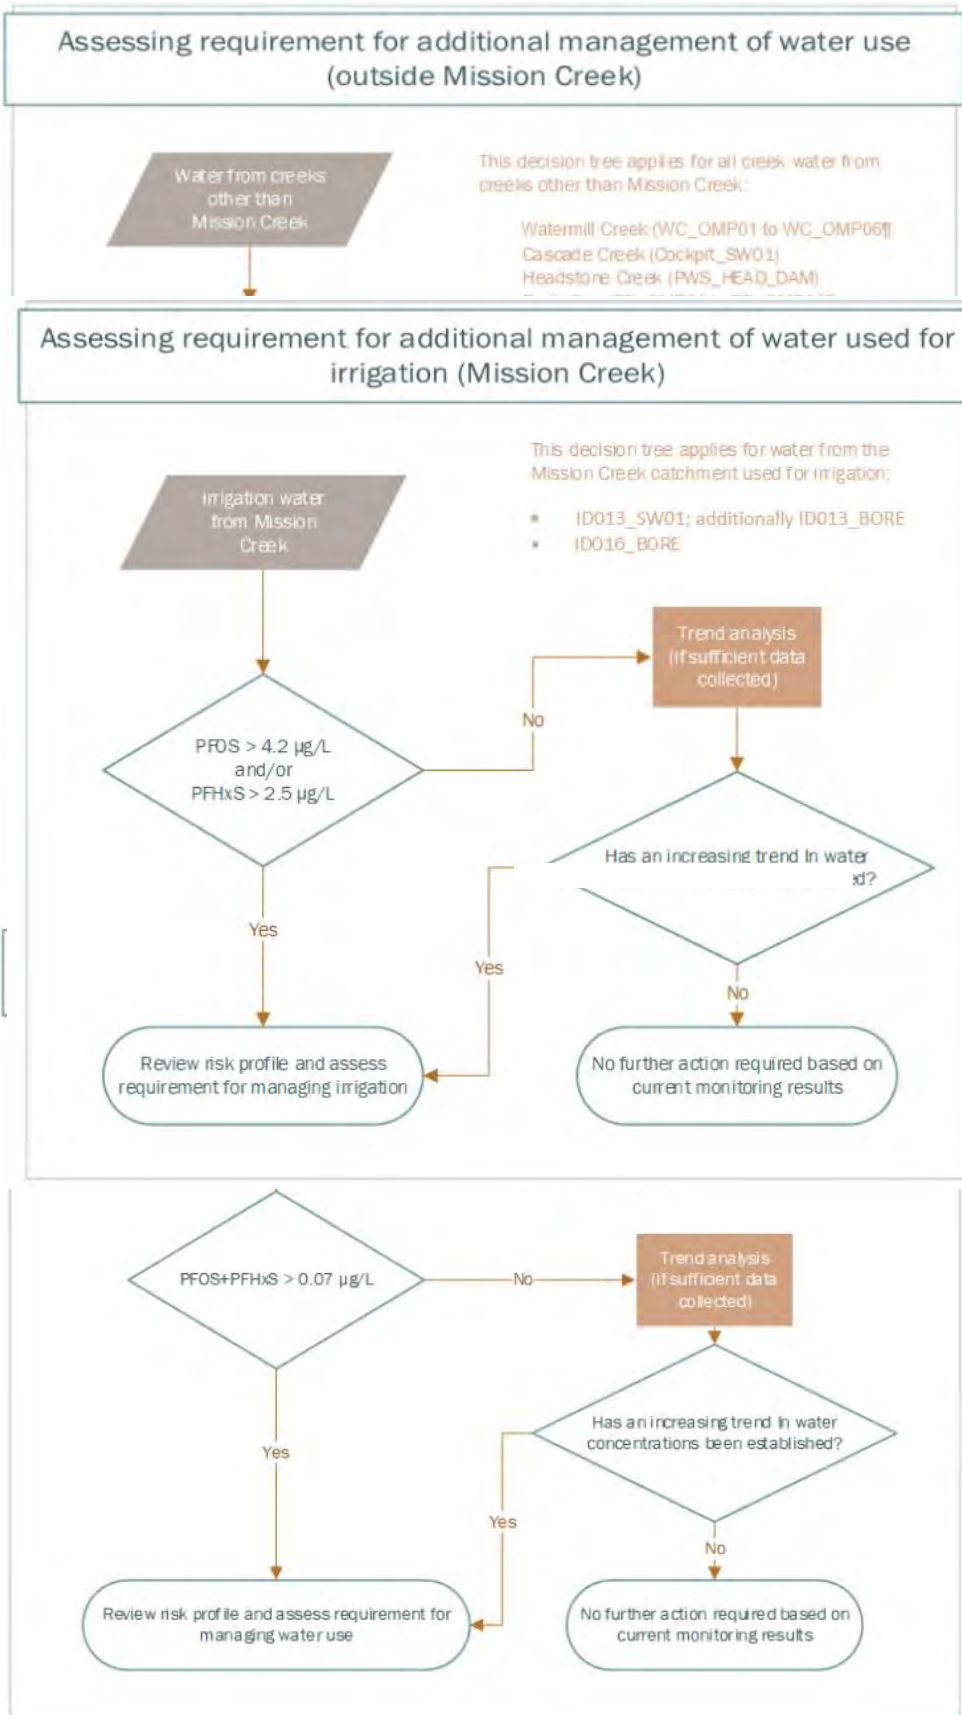 Assessing requirement for additional management of water use
(outside Mission Creek)
Water from creeks
other than
Mission Creek
This decision tree applies for all creek water from
creeks other than Mission Creek:
Watermill Creek (WC_OMP01 to WC_OMP06¶
Cascade Creek (Cockpit_SW01)
Headstone Creek (PWS_HEAD_DAM)
Assessing requirement for additional management of water used for
irrigation (Mission Creek)
This decision tree applies for water from the
Mission Creek catchment used for irrigation:
• ID013_SW01; additionally ID013_BORE
• ID016_BORE
Irrigation water
from Mission
Creek
Trend analysis
(if sufficient data
collected)
No
PFOS > 4.2 µg/L
and/or
PFHxS > 2.5 µg/L
Has an increasing trend In water
ed?
Yes
Yes
No
Review risk profile and assess
requirement for managing irrigation
No further action required based on
current monitoring results
PFOS+PFHxS > 0.07 µg/L
No
Trend analysis
(if sufficient data
collected)
Has an increasing trend In water
concentrations been established?
Yes
Yes
No
Review risk profile and assess requirement for
managing water use
No further action required based on
current monitoring results